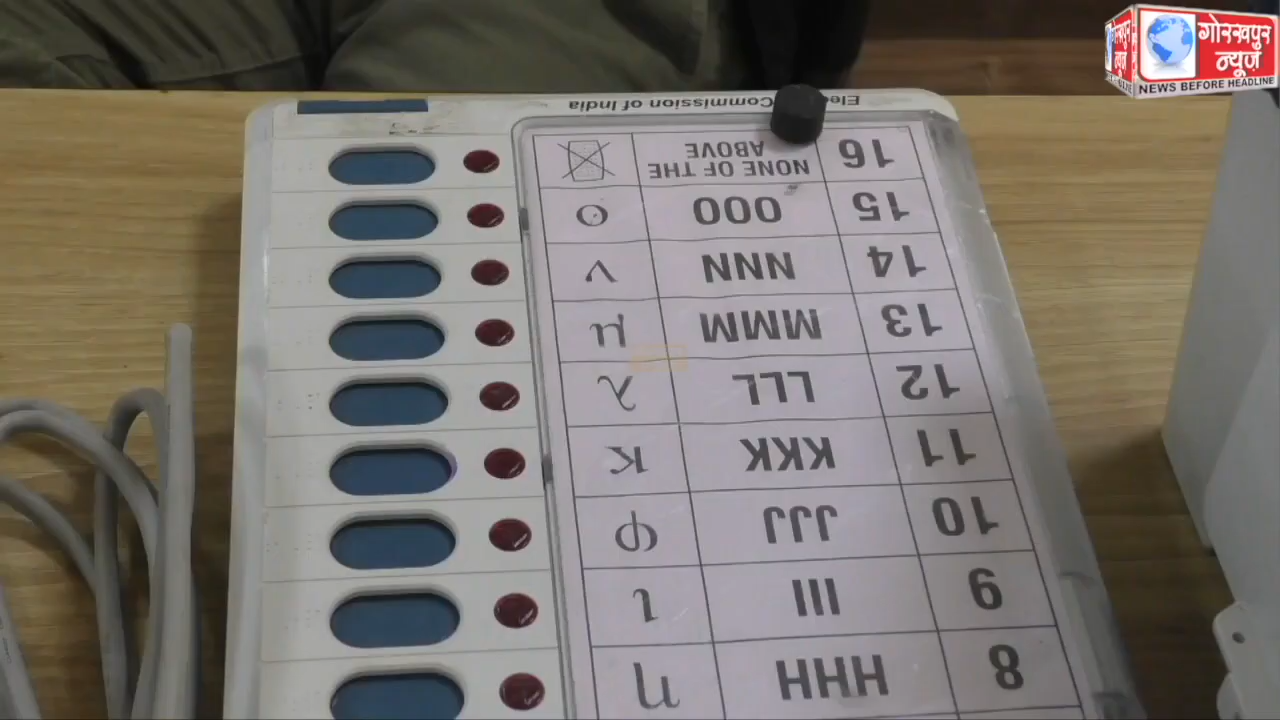 गोरखपुर
न्यूज़
NEWS BEFORE HEADLINE
8 HHH η
9 III ι
10 JJJ φ
11 KKK κ
12 LLL λ
13 MMM μ
14 NNN ν
15 OOO ο
16 NONE OF THE
ABOVE
Commission of India